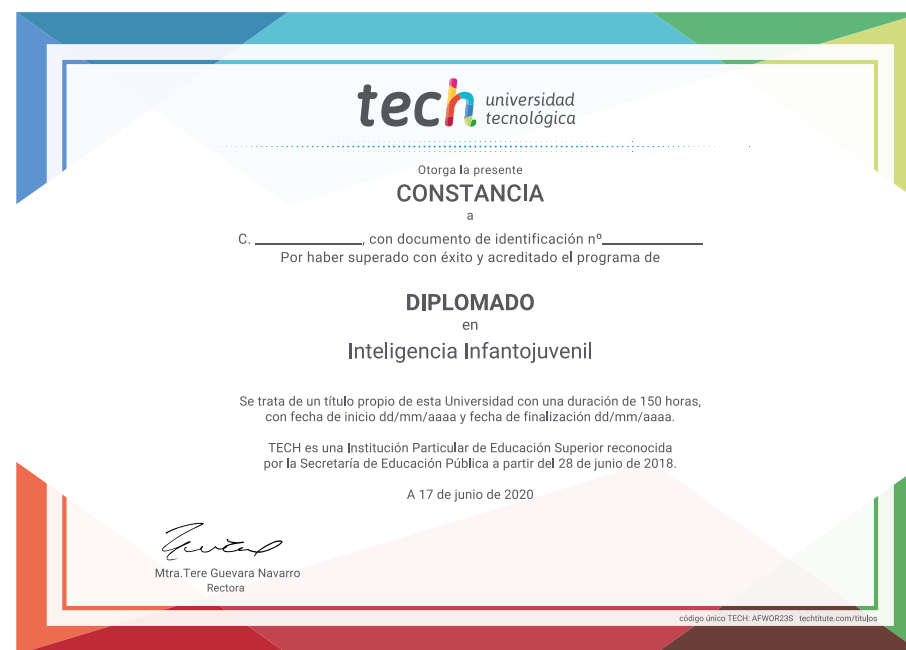 tech universidad
tecnológica
Otorga la presente
CONSTANCIA
a
C. ______________, con documento de identificación nº_____________
Por haber superado con éxito y acreditado el programa de
DIPLOMADO
en
Inteligencia Infantojuvenil
Se trata de un título propio de esta Universidad con una duración de 150 horas,
con fecha de inicio dd/mm/aaaa y fecha de finalización dd/mm/aaaa.
TECH es una Institución Particular de Educación Superior reconocida
por la Secretaría de Educación Pública a partir del 28 de junio de 2018.
A 17 de junio de 2020
Mtra.Tere Guevara Navarro
Rectora
código único TECH: AFWOR23S techtitute.com/titulos